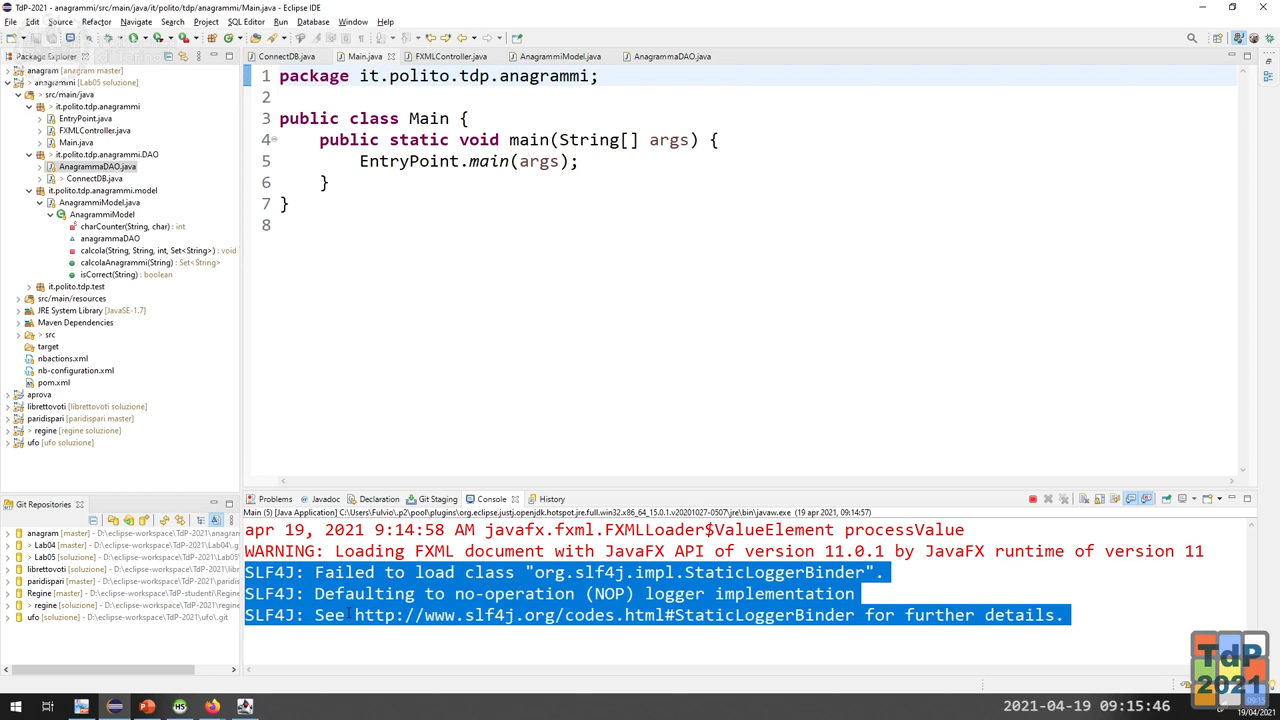 TdP-2021 - anagrammi/src/main/java/it/polito/tdp/anagrammi/Main.java - Eclipse IDE
File Edit Source Refactor Navigate Search Project SQL Editor Run Database Window Help
Package Explorer
ConnectDB.java Main.java FXMLController.java AnagrammiModel.java AnagrammaDAO.java
anagram [anagram master]
> anagrammi [Lab05 soluzione]
src/main/java
it.polito.tdp.anagrammi
EntryPoint.java
FXMLController.java
Main.java
it.polito.tdp.anagrammi.DAO
AnagrammaDAO.java
> ConnectDB.java
it.polito.tdp.anagrammi.model
AnagrammiModel.java
AnagrammiModel
charCounter(String, char) : int
anagrammaDAO
calcola(String, String, int, Set<String>) : void
calcolaAnagrammi(String) : Set<String>
isCorrect(String) : boolean
it.polito.tdp.test
src/main/resources
JRE System Library [JavaSE-1.7]
Maven Dependencies
> src
target
nbactions.xml
nb-configuration.xml
pom.xml
aprova
librettovoti [librettovoti soluzione]
paridispari [paridispari master]
> regine [regine soluzione]
ufo [ufo soluzione]
1 package it.polito.tdp.anagrammi;
2
3 public class Main {
4 public static void main(String[] args) {
5 EntryPoint.main(args);
6 }
7 }
8
Git Repositories
anagram [master] - D:\eclipse-workspace\TdP-2021\anagram\
> Lab04 [master] - D:\eclipse-workspace\TdP-2021\Lab04\.g
> Lab05 [soluzione] - D:\eclipse-workspace\TdP-2021\Lab05
librettovoti [soluzione] - D:\eclipse-workspace\TdP-2021\
paridispari [master] - D:\eclipse-workspace\TdP-2021\pari
Regine [master] - D:\eclipse-workspace\TdP-studenti\Regin
> regine [soluzione] - D:\eclipse-workspace\TdP-2021\regin
ufo [soluzione] - D:\eclipse-workspace\TdP-2021\ufo\.git
Problems Javadoc Declaration Git Staging Console History
Main (5) [Java Application] C:\Users\Fulvio\.p2\pool\plugins\org.eclipse.justj.openjdk.hotspot.jre.full.win32.x86_64_15.0.1.v20201027-0507\jre\bin\javaw.exe (19 apr 2021, 09:14:57)
apr 19, 2021 9:14:58 AM javafx.fxml.FXMLLoader$ValueElement processValue
WARNING: Loading FXML document with JavaFX API of version 11.0.1 by JavaFX runtime of version 11
SLF4J: Failed to load class "org.slf4j.impl.StaticLoggerBinder".
SLF4J: Defaulting to no-operation (NOP) logger implementation
SLF4J: See http://www.slf4j.org/codes.html#StaticLoggerBinder for further details.
TdP
2021
2021-04-19 09:15:46
19/04/2021